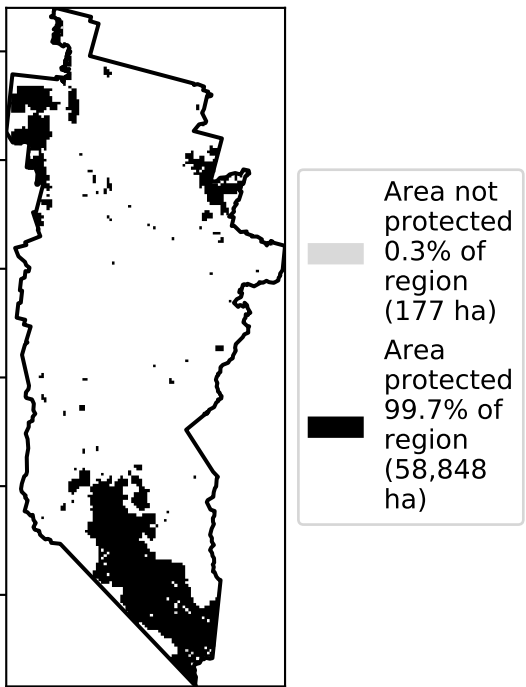 Area not
protected
0.3% of
region
(177 ha)
Area
protected
99.7% of
region
(58,848
ha)